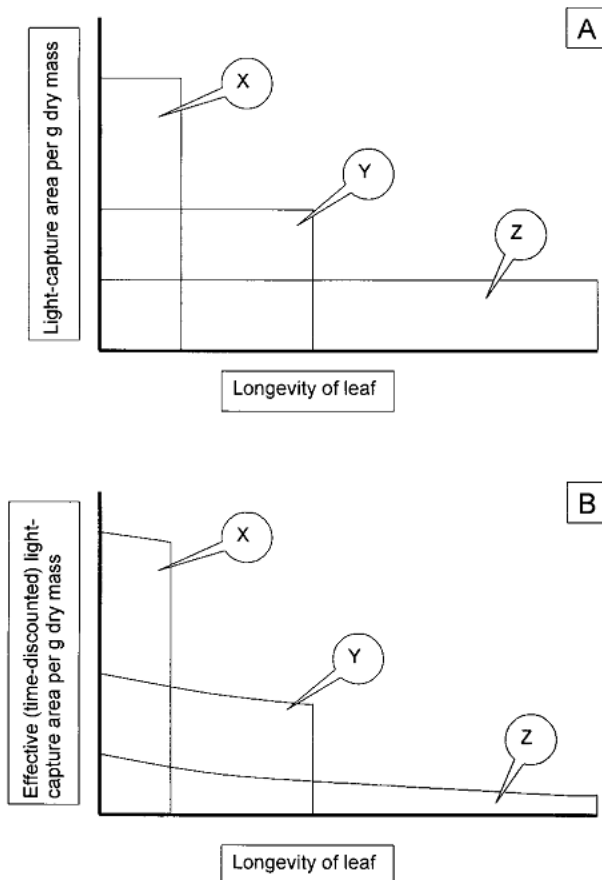 A
X
Y
Z
Light-capture area per g dry mass
Longevity of leaf
B
X
Y
Z
Effective (time-discounted) light-
capture area per g dry mass
Longevity of leaf